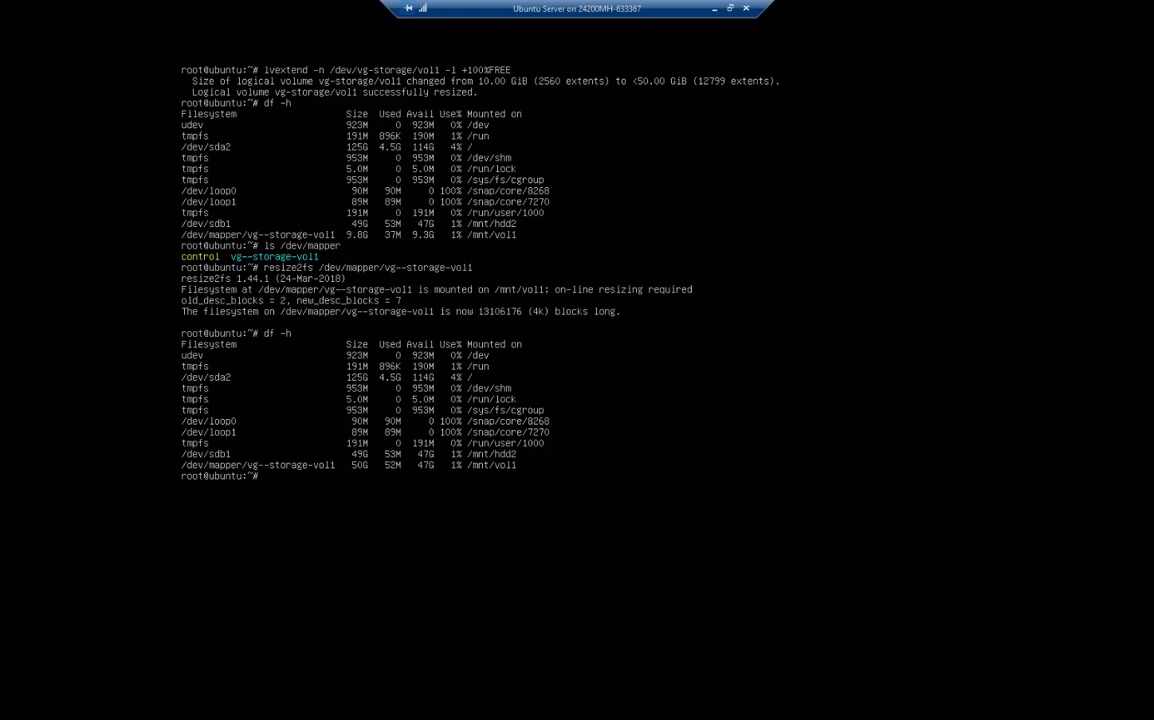 Ubuntu Server on 24200MH-633367
root@ubuntu:~# lvextend -n /dev/vg-storage/vol1 -l +100%FREE
  Size of logical volume vg-storage/vol1 changed from 10.00 GiB (2560 extents) to <50.00 GiB (12799 extents).
  Logical volume vg-storage/vol1 successfully resized.
root@ubuntu:~# df -h
Filesystem                    Size  Used Avail Use% Mounted on
udev                          923M     0  923M   0% /dev
tmpfs                         191M  896K  190M   1% /run
/dev/sda2                     125G  4.5G  114G   4% /
tmpfs                         953M     0  953M   0% /dev/shm
tmpfs                         5.0M     0  5.0M   0% /run/lock
tmpfs                         953M     0  953M   0% /sys/fs/cgroup
/dev/loop0                     90M   90M     0 100% /snap/core/8268
/dev/loop1                     89M   89M     0 100% /snap/core/7270
tmpfs                         191M     0  191M   0% /run/user/1000
/dev/sdb1                      49G   53M   47G   1% /mnt/hdd2
/dev/mapper/vg--storage-vol1  9.8G   37M  9.3G   1% /mnt/vol1
root@ubuntu:~# ls /dev/mapper
control  vg--storage-vol1
root@ubuntu:~# resize2fs /dev/mapper/vg--storage-vol1
resize2fs 1.44.1 (24-Mar-2018)
Filesystem at /dev/mapper/vg--storage-vol1 is mounted on /mnt/vol1; on-line resizing required
old_desc_blocks = 2, new_desc_blocks = 7
The filesystem on /dev/mapper/vg--storage-vol1 is now 13106176 (4k) blocks long.
root@ubuntu:~# df -h
Filesystem                    Size  Used Avail Use% Mounted on
udev                          923M     0  923M   0% /dev
tmpfs                         191M  896K  190M   1% /run
/dev/sda2                     125G  4.5G  114G   4% /
tmpfs                         953M     0  953M   0% /dev/shm
tmpfs                         5.0M     0  5.0M   0% /run/lock
tmpfs                         953M     0  953M   0% /sys/fs/cgroup
/dev/loop0                     90M   90M     0 100% /snap/core/8268
/dev/loop1                     89M   89M     0 100% /snap/core/7270
tmpfs                         191M     0  191M   0% /run/user/1000
/dev/sdb1                      49G   53M   47G   1% /mnt/hdd2
/dev/mapper/vg--storage-vol1   50G   52M   47G   1% /mnt/vol1
root@ubuntu:~#